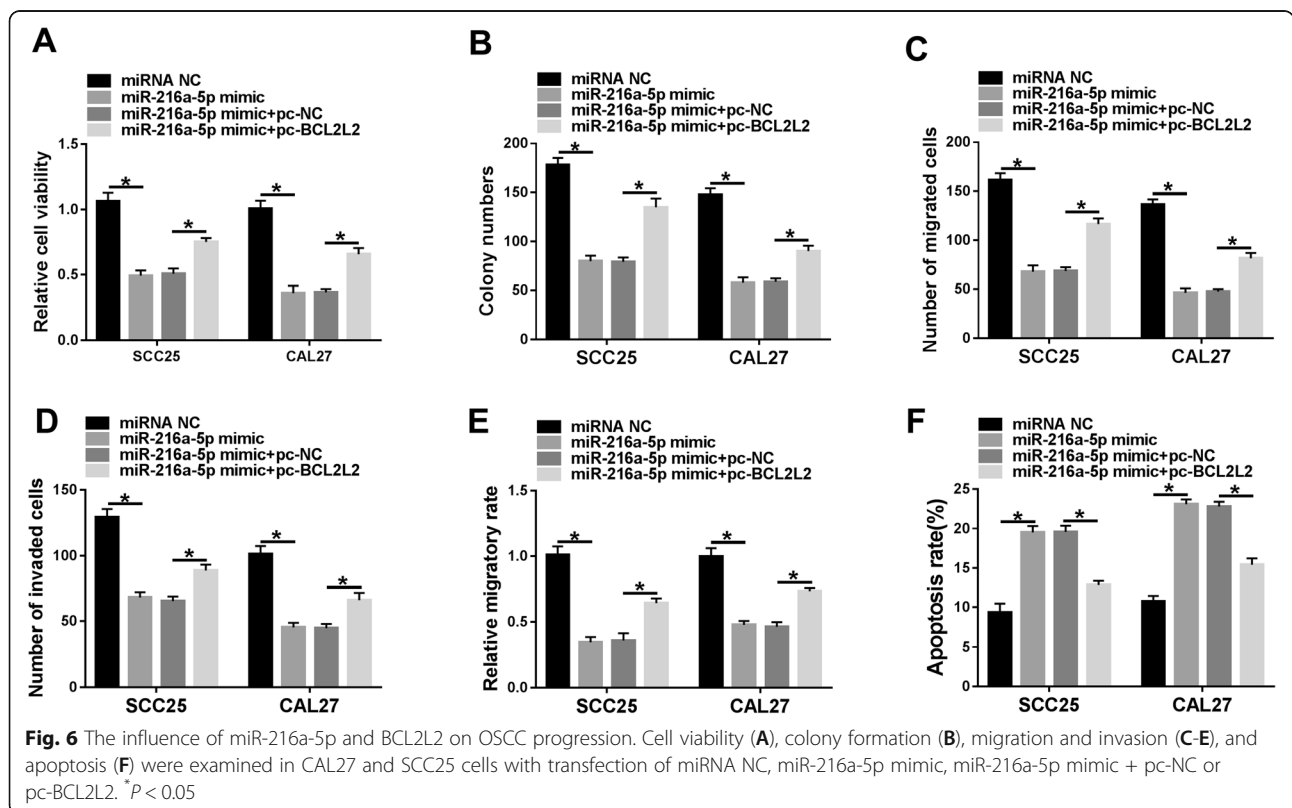 A
miRNA NC
miR-216a-5p mimic
miR-216a-5p mimic+pc-NC
miR-216a-5p mimic+pc-BCL2L2
Relative cell viability
1.5
1.0
0.5
0.0
*
*
*
*
SCC25
CAL27
B
miRNA NC
miR-216a-5p mimic
miR-216a-5p mimic+pc-NC
miR-216a-5p mimic+pc-BCL2L2
Colony numbers
200
150
100
50
0
*
*
*
*
SCC25
CAL27
C
miRNA NC
miR-216a-5p mimic
miR-216a-5p mimic+pc-NC
miR-216a-5p mimic+pc-BCL2L2
Number of migrated cells
200
150
100
50
0
*
*
*
*
SCC25
CAL27
D
miRNA NC
miR-216a-5p mimic
miR-216a-5p mimic+pc-NC
miR-216a-5p mimic+pc-BCL2L2
Number of invaded cells
150
100
50
0
*
*
*
*
SCC25
CAL27
E
miRNA NC
miR-216a-5p mimic
miR-216a-5p mimic+pc-NC
miR-216a-5p mimic+pc-BCL2L2
Relative migratory rate
1.5
1.0
0.5
0.0
*
*
*
*
SCC25
CAL27
F
miRNA NC
miR-216a-5p mimic
miR-216a-5p mimic+pc-NC
miR-216a-5p mimic+pc-BCL2L2
Apoptosis rate(%)
25
20
15
10
5
0
*
*
*
*
SCC25
CAL27
Fig. 6 The influence of miR-216a-5p and BCL2L2 on OSCC progression. Cell viability (A), colony formation (B), migration and invasion (C-E), and
apoptosis (F) were examined in CAL27 and SCC25 cells with transfection of miRNA NC, miR-216a-5p mimic, miR-216a-5p mimic + pc-NC or
pc-BCL2L2. *P < 0.05